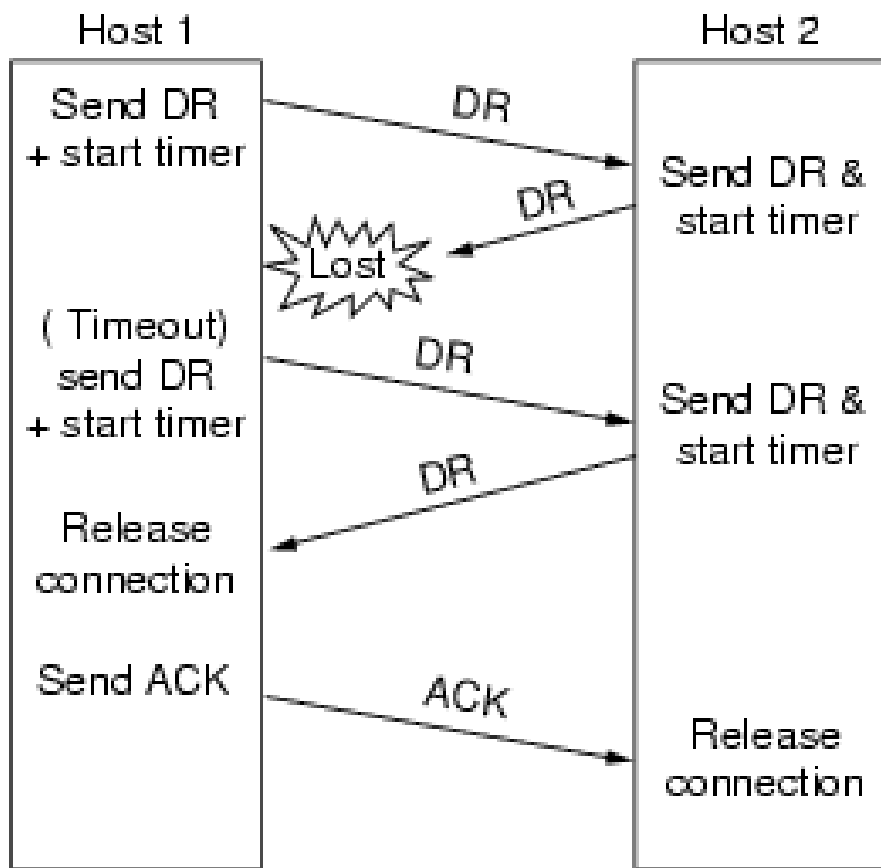 Host 1
Host 2
Send DR
+ start timer
DR
Send DR &
start timer
DR
Lost
( Timeout)
send DR
+ start timer
DR
Send DR &
start timer
DR
Release
connection
Send ACK
ACK
Release
connection